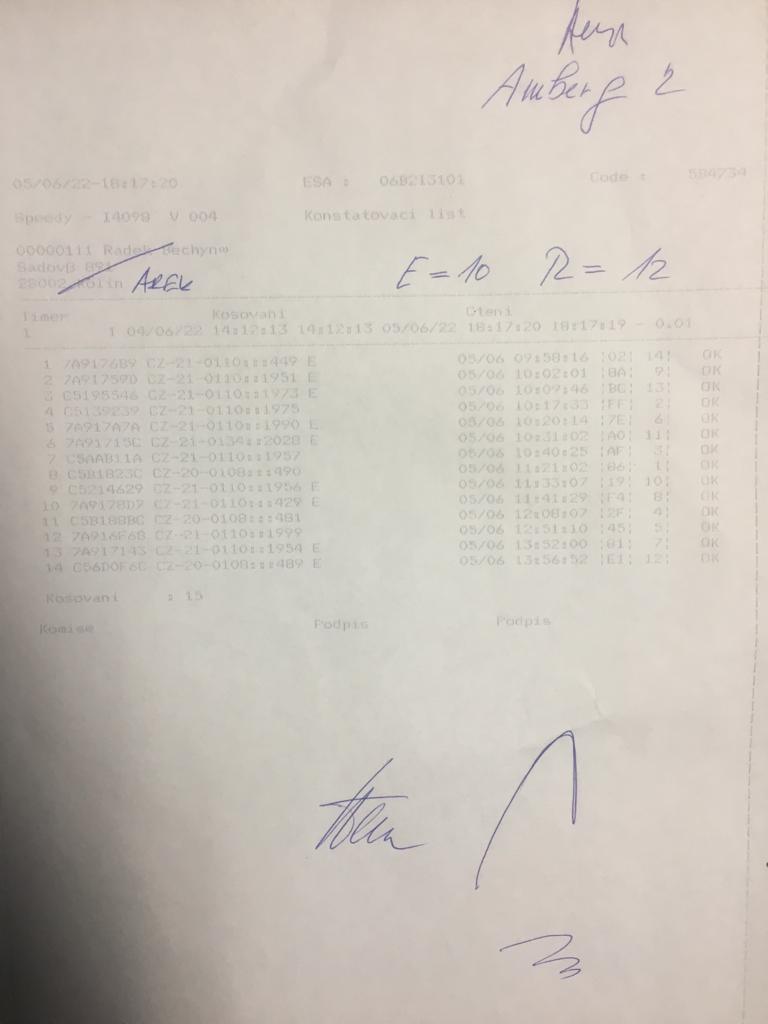 Amberg 2
05/06/22-18:17:20 ESA : 06B213101 Code : 584734
Speedy - I4098 V 004 Konstatovaci list
00000111 Radek Bechyn∞
Sadovβ 891 E = 10 R = 12
28002 Kolin AREK
Timer Kosovani Cteni
1 1 04/06/22 14:12:13 14:12:13 05/06/22 18:17:20 18:17:19 - 0.01
1 7A9176B9 CZ-21-0110:::449 E 05/06 09:58:16 ¦02¦ 14¦ OK
2 7A91759D CZ-21-0110::1951 E 05/06 10:02:01 ¦8A¦ 9¦ OK
3 C5195546 CZ-21-0110::1973 E 05/06 10:09:46 ¦BC¦ 13¦ OK
4 C5139239 CZ-21-0110::1975 05/06 10:17:33 ¦FF¦ 2¦ OK
5 7A917A7A CZ-21-0110::1990 E 05/06 10:20:14 ¦7E¦ 6¦ OK
6 7A91715C CZ-21-0134::2028 E 05/06 10:31:02 ¦A0¦ 11¦ OK
7 C5AAB11A CZ-21-0110::1957 05/06 10:40:25 ¦AF¦ 3¦ OK
8 C5B1823C CZ-20-0108:::490 05/06 11:21:02 ¦86¦ 1¦ OK
9 C5214629 CZ-21-0110::1956 E 05/06 11:33:07 ¦19¦ 10¦ OK
10 7A9178D7 CZ-21-0110:::429 E 05/06 11:41:29 ¦F4¦ 8¦ OK
11 C5B188BC CZ-20-0108:::481 05/06 12:08:07 ¦2F¦ 4¦ OK
12 7A916F68 CZ-21-0110::1999 05/06 12:51:10 ¦45¦ 5¦ OK
13 7A917143 CZ-21-0110::1954 E 05/06 13:52:00 ¦81¦ 7¦ OK
14 C56D0F6C CZ-20-0108:::489 E 05/06 13:56:52 ¦E1¦ 12¦ OK
Kosovani : 15
Komise Podpis Podpis